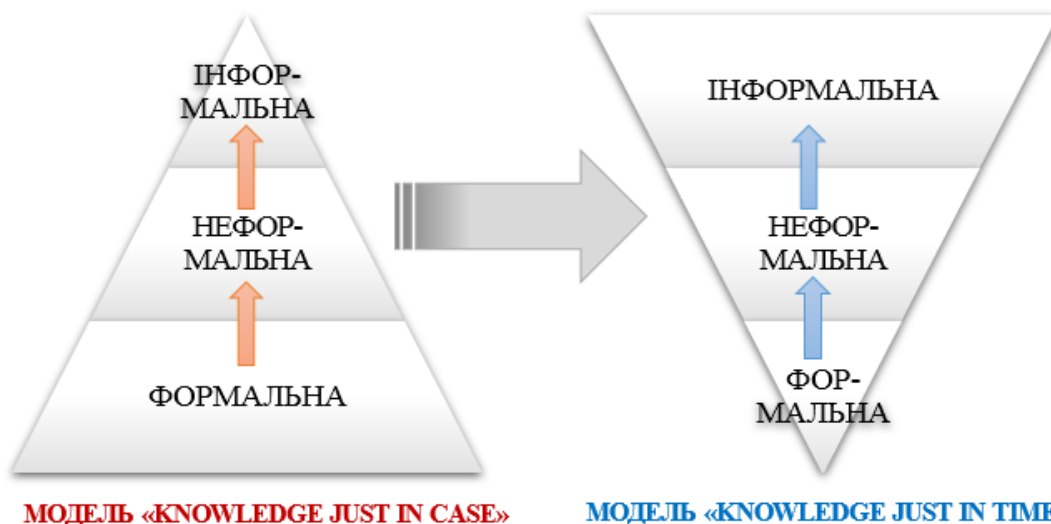 ІНФОР-
МАЛЬНА
НЕФОР-
МАЛЬНА
ФОРМАЛЬНА
МОДЕЛЬ «KNOWLEDGE JUST IN CASE»
ІНФОРМАЛЬНА
НЕФОР-
МАЛЬНА
ФОР-
МАЛЬНА
МОДЕЛЬ «KNOWLEDGE JUST IN TIME